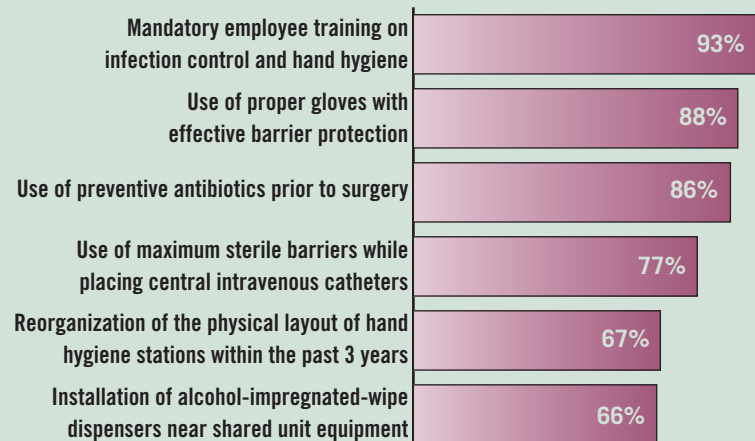 Mandatory employee training on
infection control and hand hygiene
93%
Use of proper gloves with
effective barrier protection
88%
Use of preventive antibiotics prior to surgery
86%
Use of maximum sterile barriers while
placing central intravenous catheters
77%
Reorganization of the physical layout of hand
hygiene stations within the past 3 years
67%
Installation of alcohol-impregnated-wipe
dispensers near shared unit equipment
66%